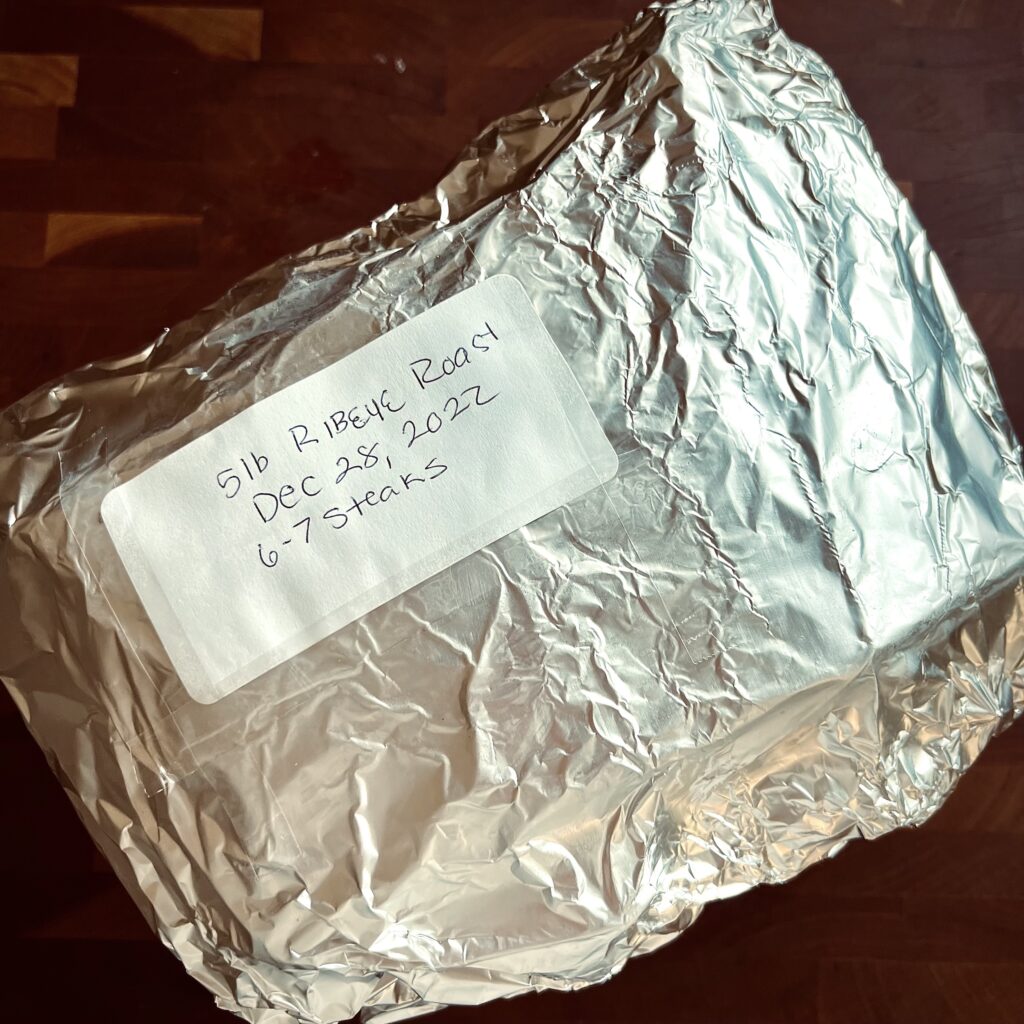 5lb RIBEYE Roast
Dec 28, 2022
6-7 Steaks